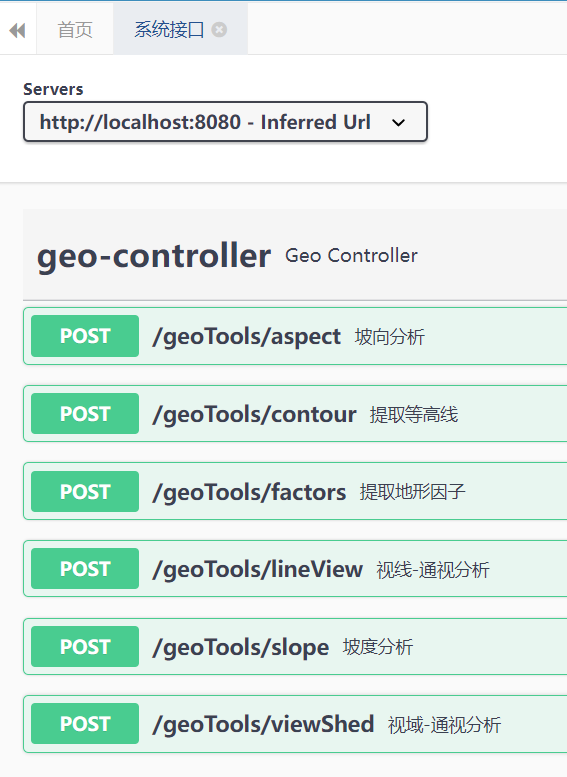 首页 系统接口
Servers
http://localhost:8080 - Inferred Url
geo-controller Geo Controller
POST /geoTools/aspect 坡向分析
POST /geoTools/contour 提取等高线
POST /geoTools/factors 提取地形因子
POST /geoTools/lineView 视线-通视分析
POST /geoTools/slope 坡度分析
POST /geoTools/viewShed 视域-通视分析